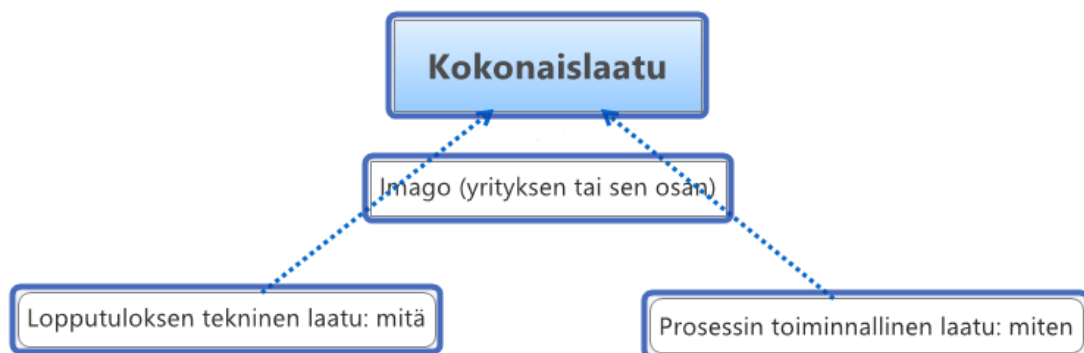 Kokonaislaatu
Imago (yrityksen tai sen osan)
Lopputuloksen tekninen laatu: mitä
Prosessin toiminnallinen laatu: miten